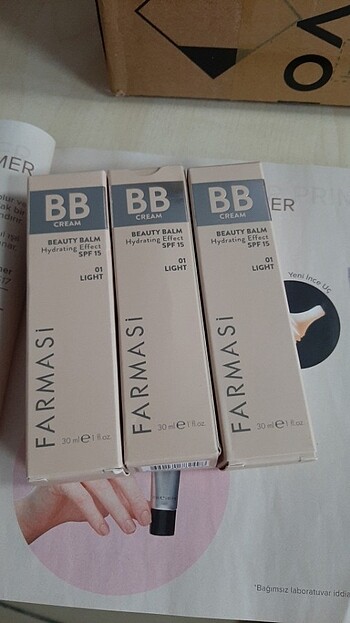 BB
CREAM
BEAUTY BALM
Hydrating Effect
SPF 15
01
LIGHT
FARMASi
30 ml e 1 fl.oz.
BB
CREAM
BEAUTY BALM
Hydrating Effect
SPF 15
01
LIGHT
FARMASi
30 ml e 1 fl.oz.
BB
CREAM
BEAUTY BALM
Hydrating Effect
SPF 15
01
LIGHT
FARMASi
30 ml e 1 fl.oz.
MER
MER
Yeni İnce Uç
*Bağımsız laboratuvar iddia